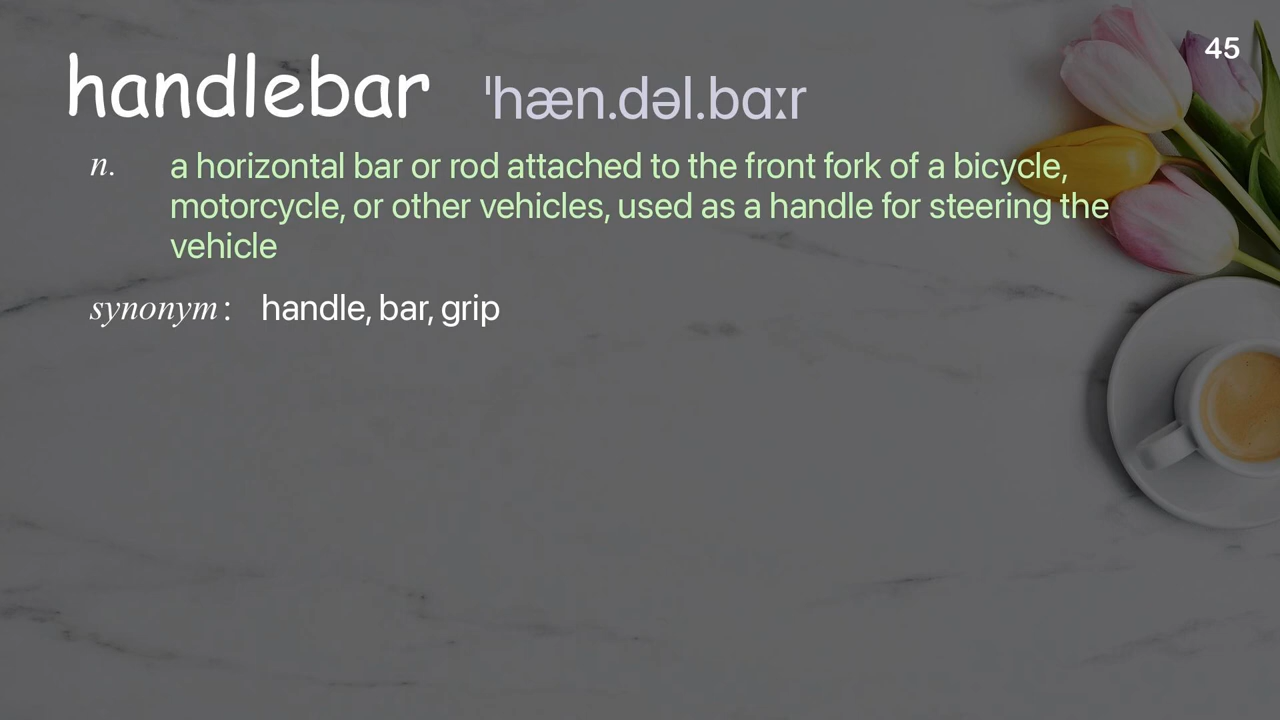 45
handlebar ˈhæn.dəl.bɑːr
n. a horizontal bar or rod attached to the front fork of a bicycle,
motorcycle, or other vehicles, used as a handle for steering the
vehicle
synonym: handle, bar, grip